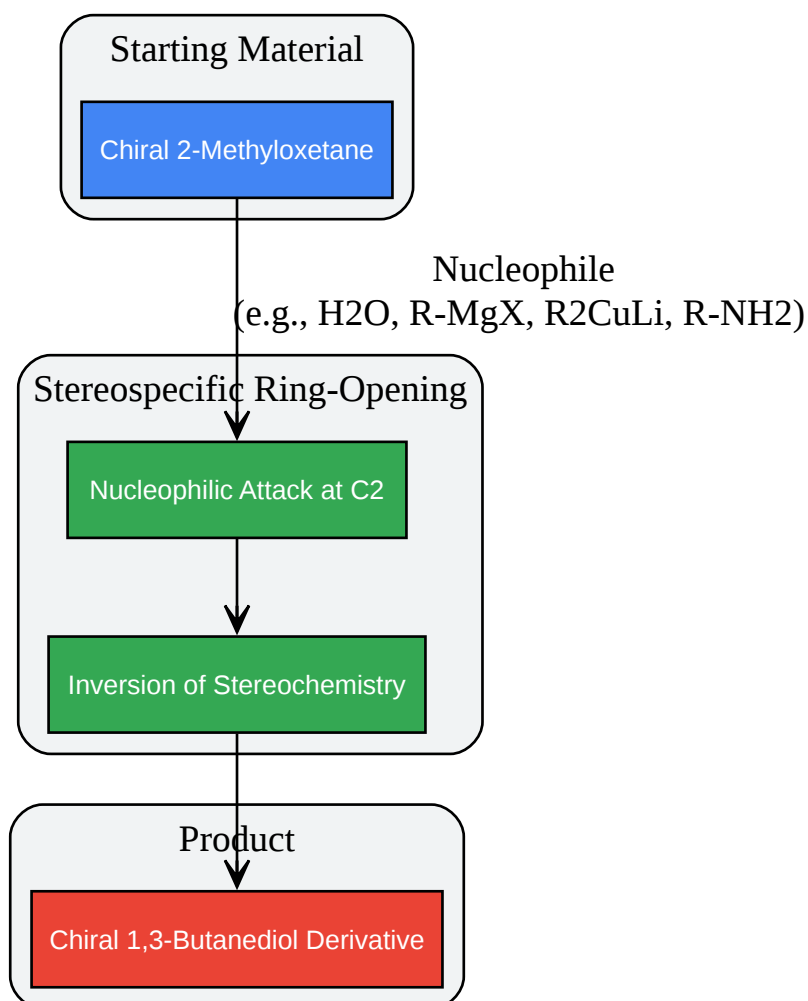 Starting Material
Chiral 2-Methyloxetane
Nucleophile
(e.g., H2O, R-MgX, R2CuLi, R-NH2)
Stereospecific Ring-Opening
Nucleophilic Attack at C2
Inversion of Stereochemistry
Product
Chiral 1,3-Butanediol Derivative